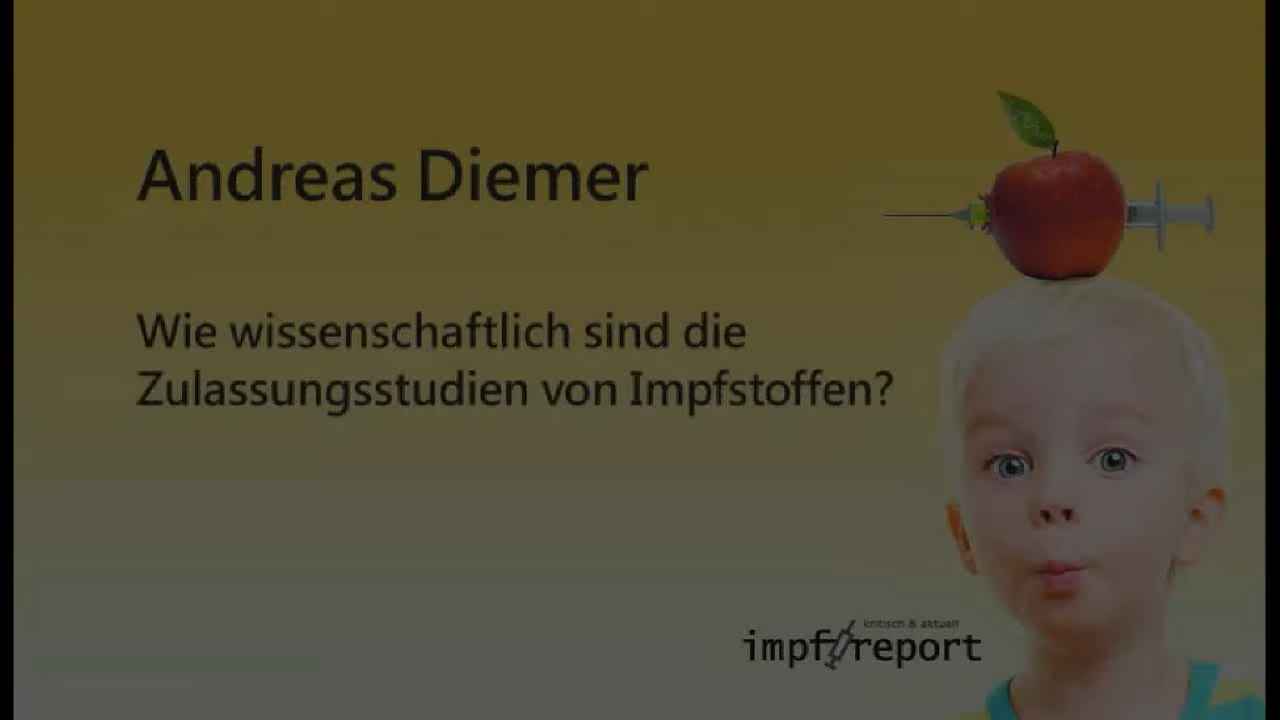 Andreas Diemer
Wie wissenschaftlich sind die
Zulassungsstudien von Impfstoffen?
kritisch & aktuell
impf report